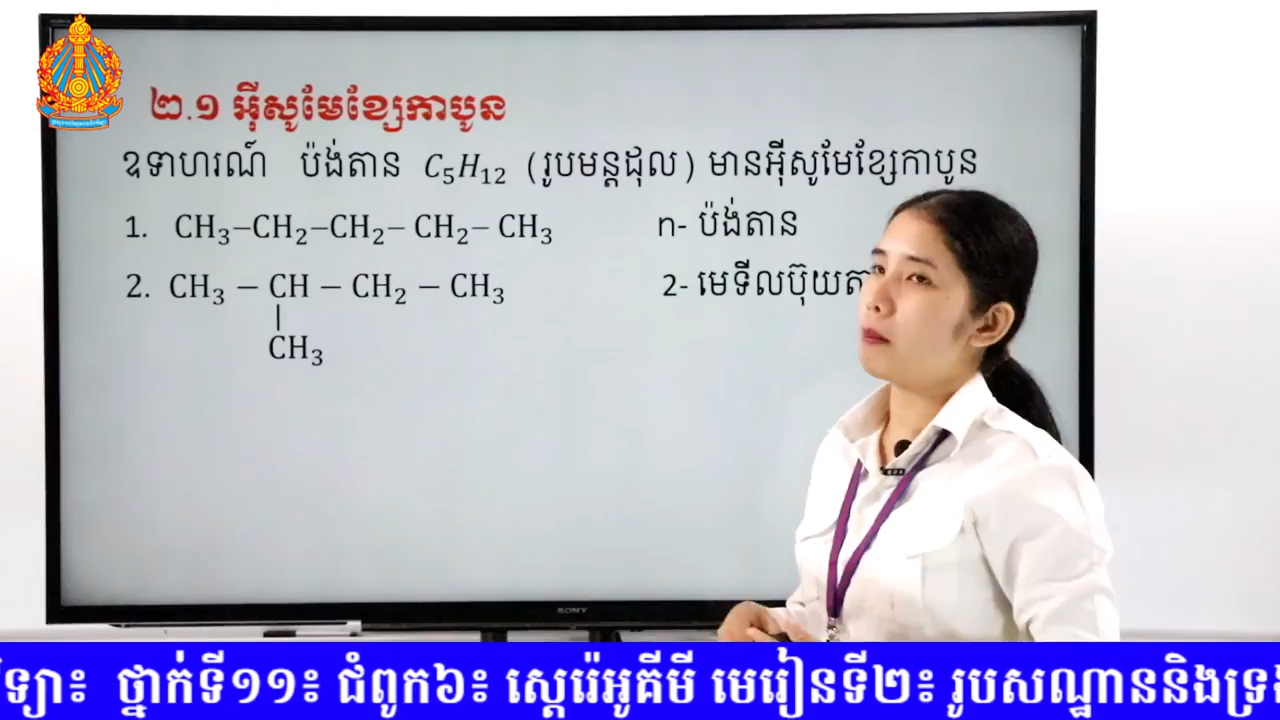 ២.១ អ៊ីសូមែខ្សែកាបូន
ឧទាហរណ៍ ប៉ង់តាន C₅H₁₂ (រូបមន្តដុល) មានអ៊ីសូមែខ្សែកាបូន
1. CH₃–CH₂–CH₂– CH₂– CH₃ n- ប៉ង់តាន
2. CH₃ – CH – CH₂ – CH₃ 2- មេទីលប៊ុយតា
|
CH₃
SONY
ថ្នាក់ទី១១៖ ជំពូក៦៖ ស្តេរ៉េអូគីមី មេរៀនទី២៖ រូបសណ្ឋាននិង